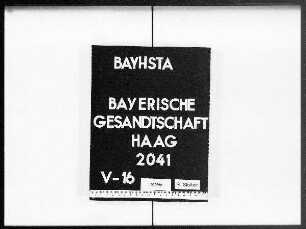 BAYHSTA
BAYERISCHE
GESANDTSCHAFT
HAAG
2041
V-16